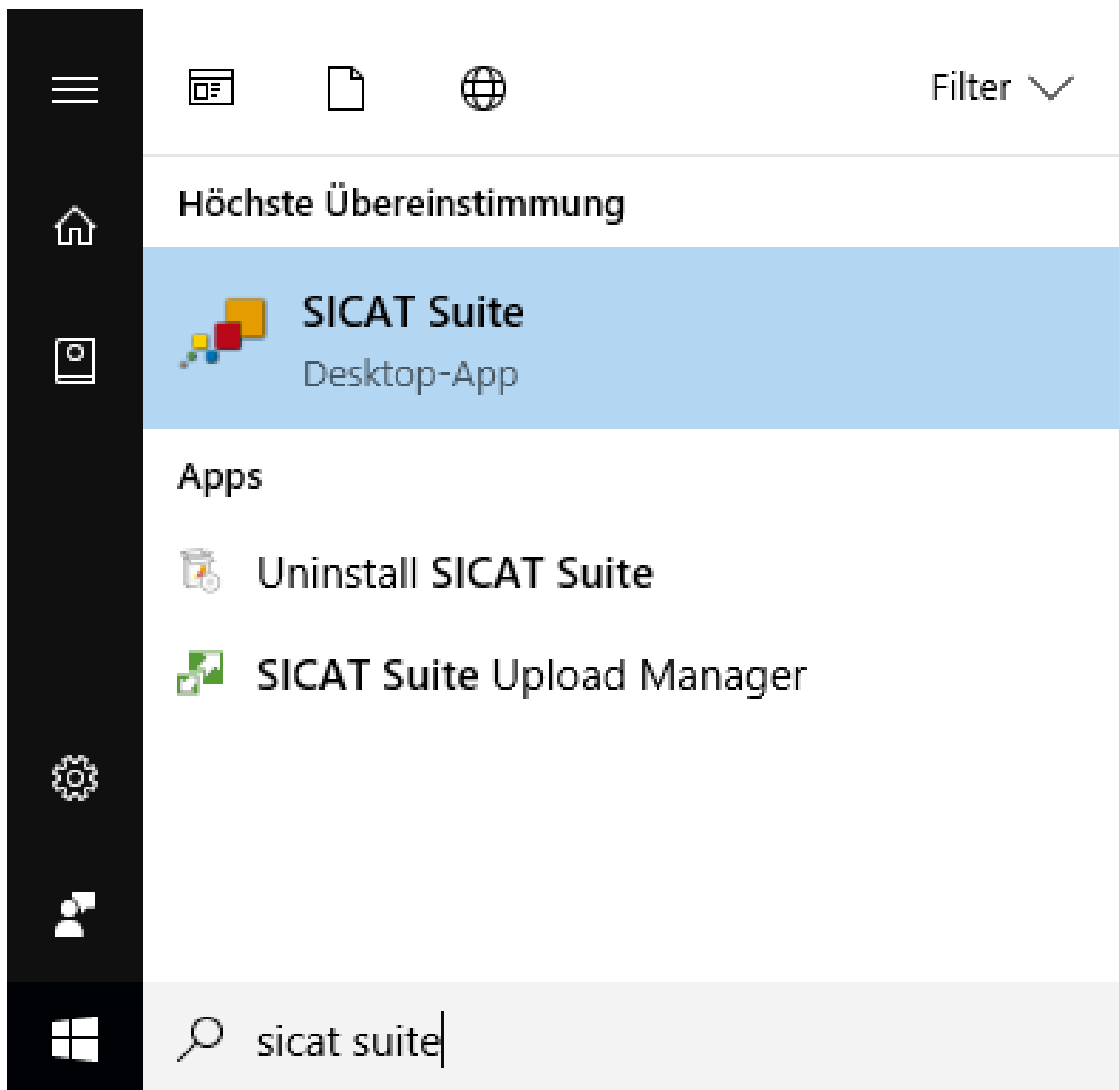 Filter
Höchste Übereinstimmung
SICAT Suite
Desktop-App
Apps
Uninstall SICAT Suite
SICAT Suite Upload Manager
sicat suite